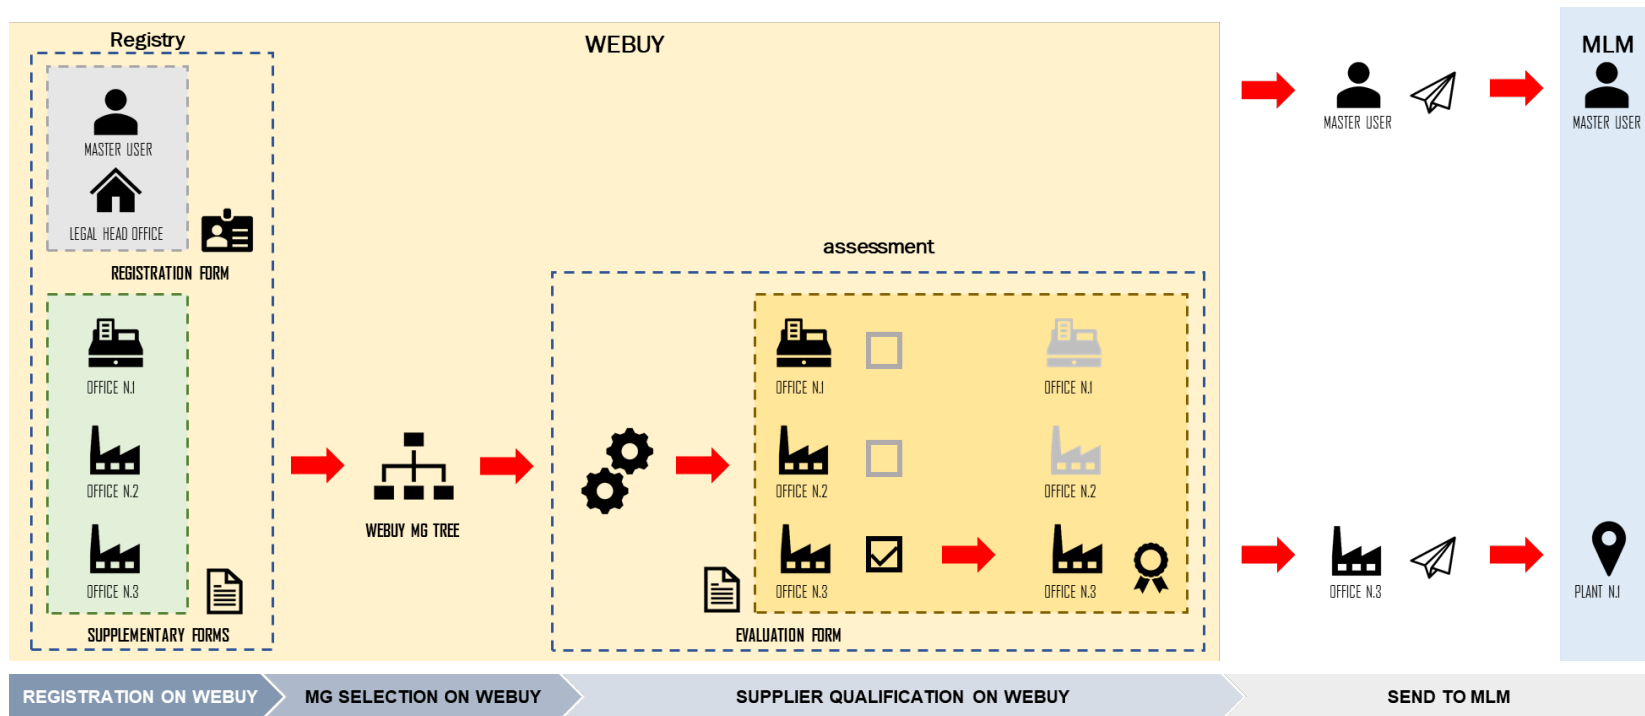 Registry
WEBUY
MLM
MASTER USER
LEGAL HEAD OFFICE
REGISTRATION FORM
OFFICE N.1
OFFICE N.2
OFFICE N.3
SUPPLEMENTARY FORMS
WEBUY MG TREE
assessment
OFFICE N.1
OFFICE N.1
OFFICE N.2
OFFICE N.2
OFFICE N.3
OFFICE N.3
EVALUATION FORM
MASTER USER
MASTER USER
OFFICE N.3
PLANT N.1
REGISTRATION ON WEBUY
MG SELECTION ON WEBUY
SUPPLIER QUALIFICATION ON WEBUY
SEND TO MLM